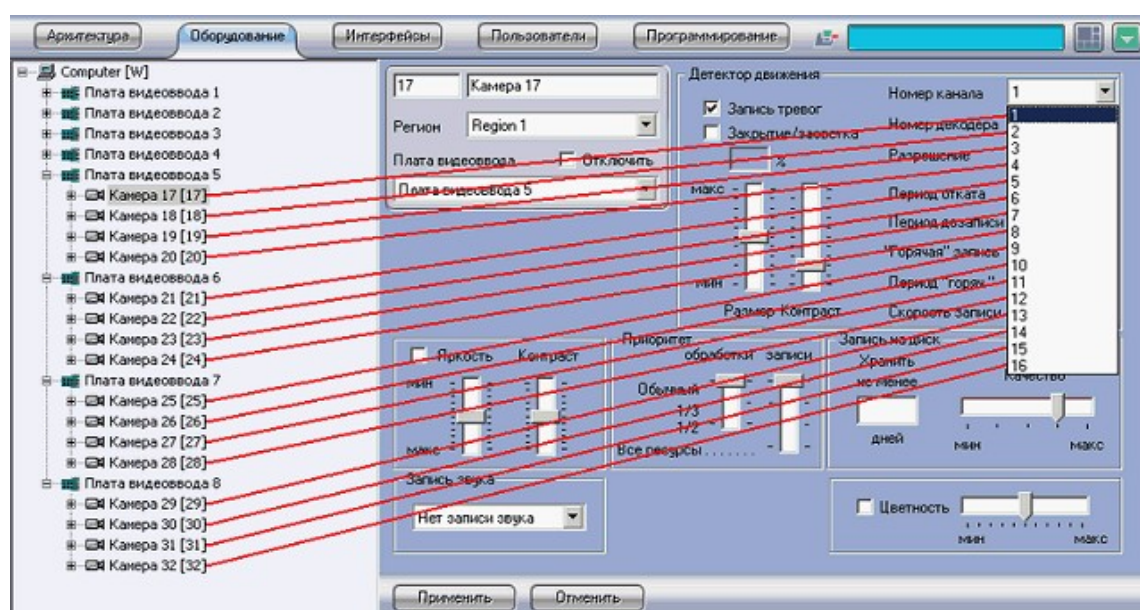 Архитектура Оборудование Интерфейсы Пользователи Программирование
Computer [W]
Плата видеоввода 1
Плата видеоввода 2
Плата видеоввода 3
Плата видеоввода 4
Плата видеоввода 5
Камера 17 [17]
Камера 18 [18]
Камера 19 [19]
Камера 20 [20]
Плата видеоввода 6
Камера 21 [21]
Камера 22 [22]
Камера 23 [23]
Камера 24 [24]
Плата видеоввода 7
Камера 25 [25]
Камера 26 [26]
Камера 27 [27]
Камера 28 [28]
Плата видеоввода 8
Камера 29 [29]
Камера 30 [30]
Камера 31 [31]
Камера 32 [32]
17 Камера 17
Регион Region 1
Плата видеоввода Отключить
Плата видеоввода 5
Детектор движения
Запись тревог
Закрытие/засветка
%
макс
мин
Размер Контраст
Номер канала 1
Номер декодера
Разрешение
Период отката
Период дозаписи
"Горячая" запись
Период "горяч."
Скорость записи
1
2
3
4
5
6
7
8
9
10
11
12
13
14
15
16
Яркость Контраст
мин
макс
Приоритет
обработки записи
Обычный
1/3
1/2
Все ресурсы . . . . . . .
Запись на диск
Хранить
не менее
дней
Качество
мин макс
Запись звука
Нет записи звука
Цветность
мин макс
Применить Отменить